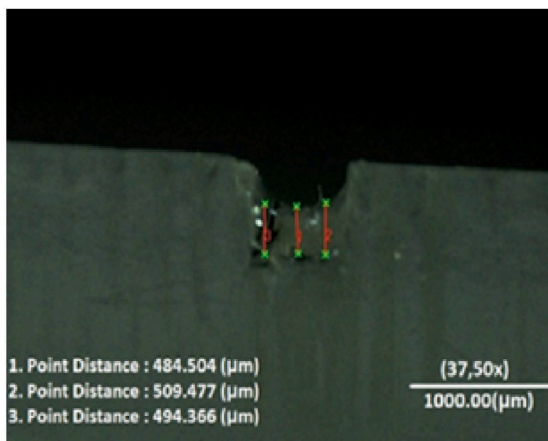 1. Point Distance : 484.504 (µm)
2. Point Distance : 509.477 (µm)
3. Point Distance : 494.366 (µm)
(37,50x)
1000.00(µm)